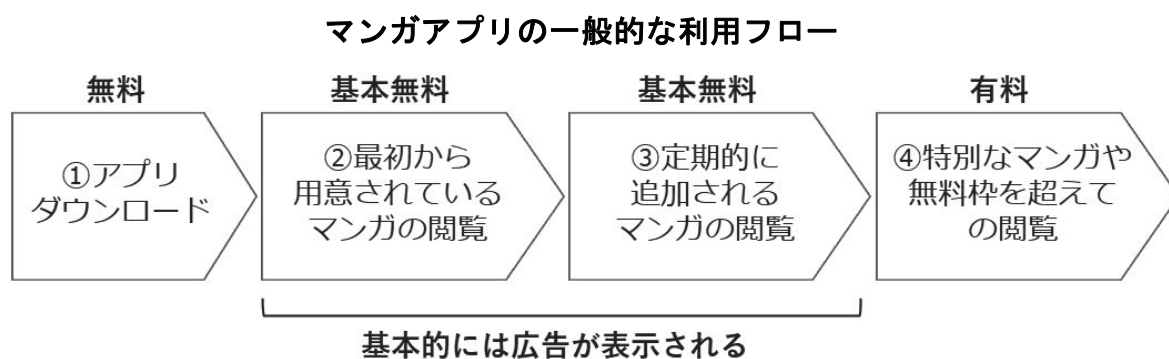 マンガアプリの一般的な利用フロー
無料
①アプリ
ダウンロード
基本無料
②最初から
用意されている
マンガの閲覧
基本無料
③定期的に
追加される
マンガの閲覧
有料
④特別なマンガや
無料枠を超えて
の閲覧
基本的には広告が表示される